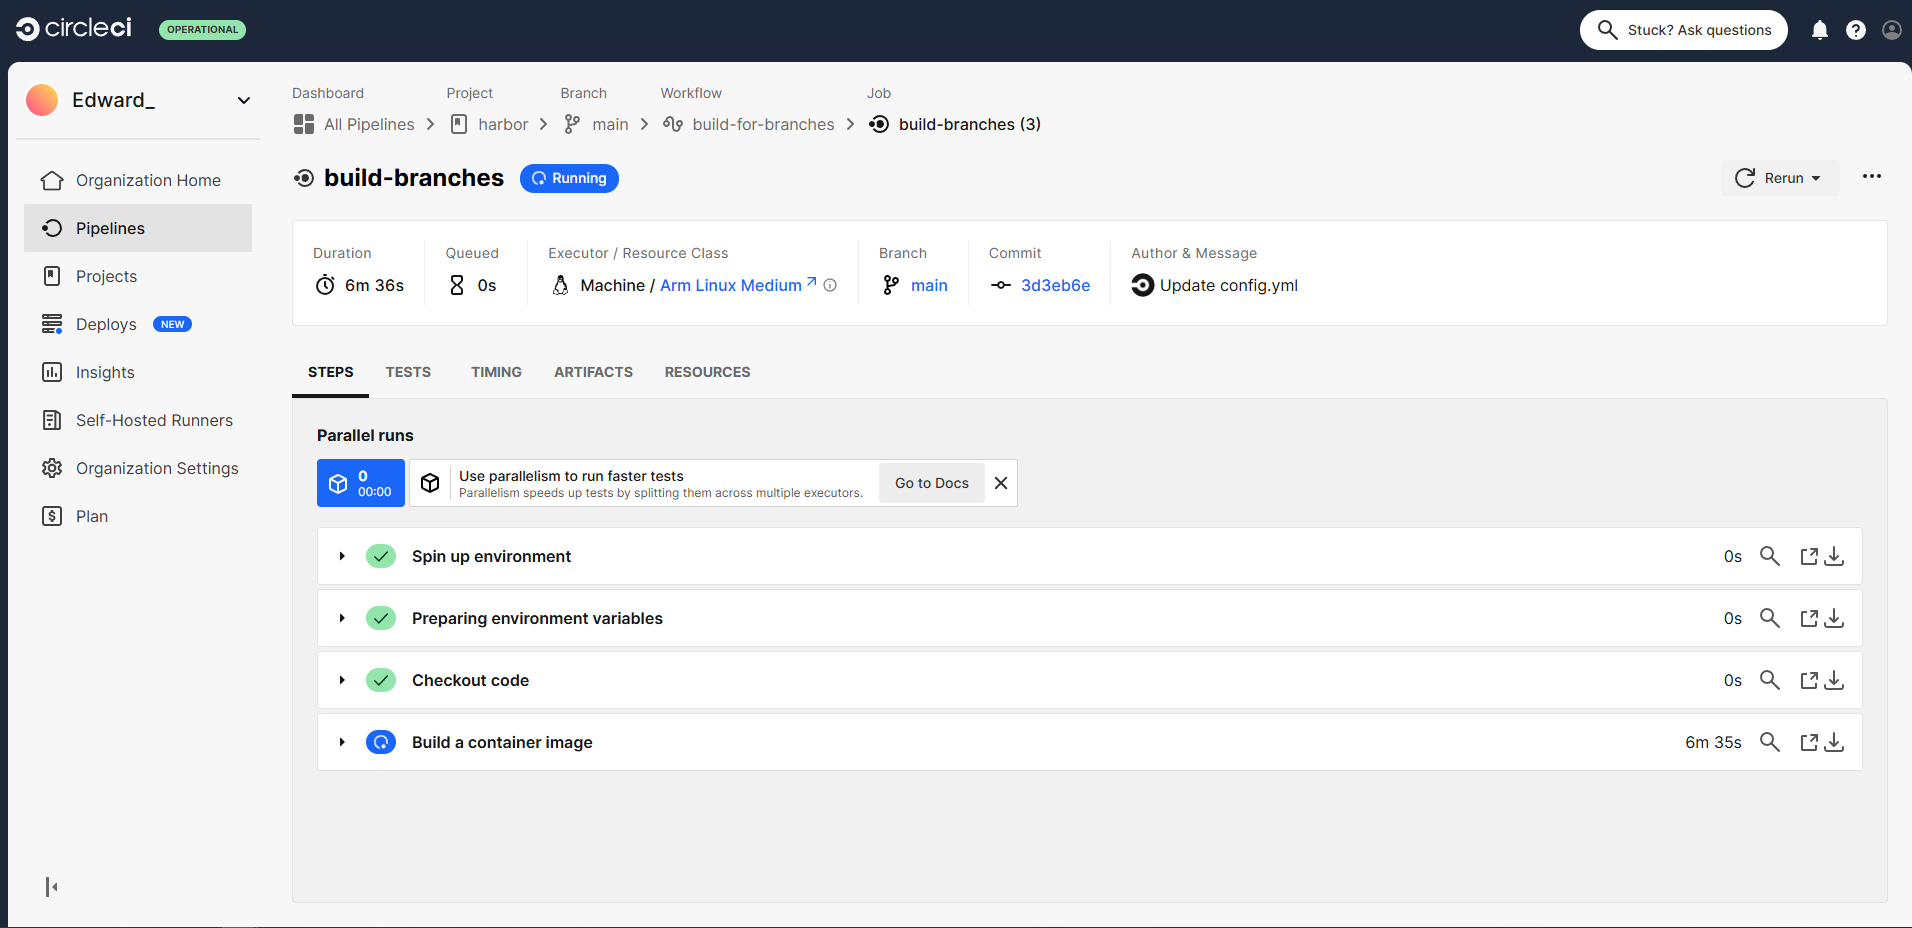 circleci
OPERATIONAL
Stuck? Ask questions
Edward_
Organization Home
Pipelines
Projects
Deploys NEW
Insights
Self-Hosted Runners
Organization Settings
Plan
Dashboard Project Branch Workflow Job
All Pipelines harbor main build-for-branches build-branches (3)
build-branches Running
Rerun
Duration Queued Executor / Resource Class Branch Commit Author & Message
6m 36s 0s Machine / Arm Linux Medium main 3d3eb6e Update config.yml
STEPS TESTS TIMING ARTIFACTS RESOURCES
Parallel runs
0
00:00
Use parallelism to run faster tests
Parallelism speeds up tests by splitting them across multiple executors.
Go to Docs
Spin up environment 0s
Preparing environment variables 0s
Checkout code 0s
Build a container image 6m 35s